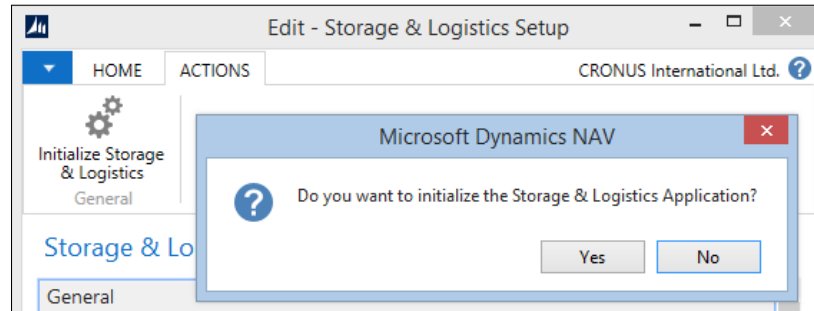 Edit - Storage & Logistics Setup
HOME ACTIONS CRONUS International Ltd.
Initialize Storage
& Logistics
General
Microsoft Dynamics NAV
Do you want to initialize the Storage & Logistics Application?
Yes No
Storage & Lo
General